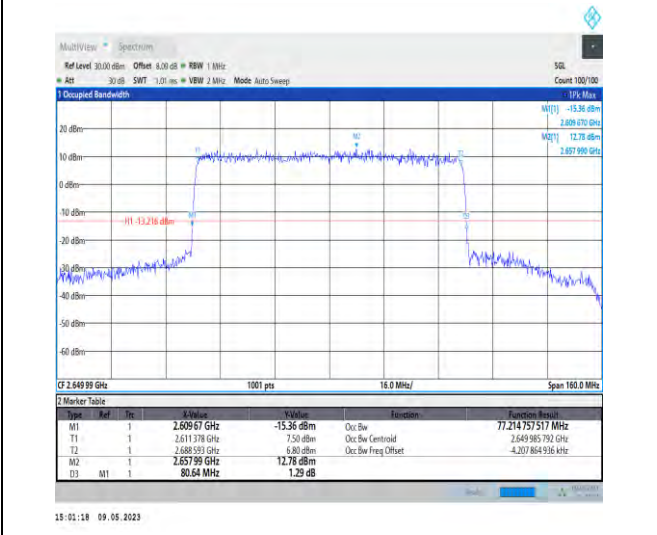 MultiView Spectrum
Ref Level 30.00 dBm Offset 8.00 dB RBW 1 MHz SGL
Att 30 dB SWT 1.01 ms VBW 2 MHz Mode Auto Sweep Count 100/100
1 Occupied Bandwidth 1Pk Max
M1[1] -15.36 dBm
2.609 670 GHz
M2[1] 12.78 dBm
2.657 990 GHz
20 dBm
M2
T1 T2
10 dBm
0 dBm
-10 dBm
M1 D3
H1 -13.216 dBm
-20 dBm
-30 dBm
-40 dBm
-50 dBm
-60 dBm
CF 2.649 99 GHz 1001 pts 16.0 MHz/ Span 160.0 MHz
2 Marker Table
Type Ref Trc X-Value Y-Value Function Function Result
M1 1 2.609 67 GHz -15.36 dBm Occ Bw 77.214 757 517 MHz
T1 1 2.611 378 GHz 7.50 dBm Occ Bw Centroid 2.649 985 792 GHz
T2 1 2.688 593 GHz 6.80 dBm Occ Bw Freq Offset -4.207 864 936 kHz
M2 1 2.657 99 GHz 12.78 dBm
D3 M1 1 80.64 MHz 1.29 dB
15:01:18 09.05.2023